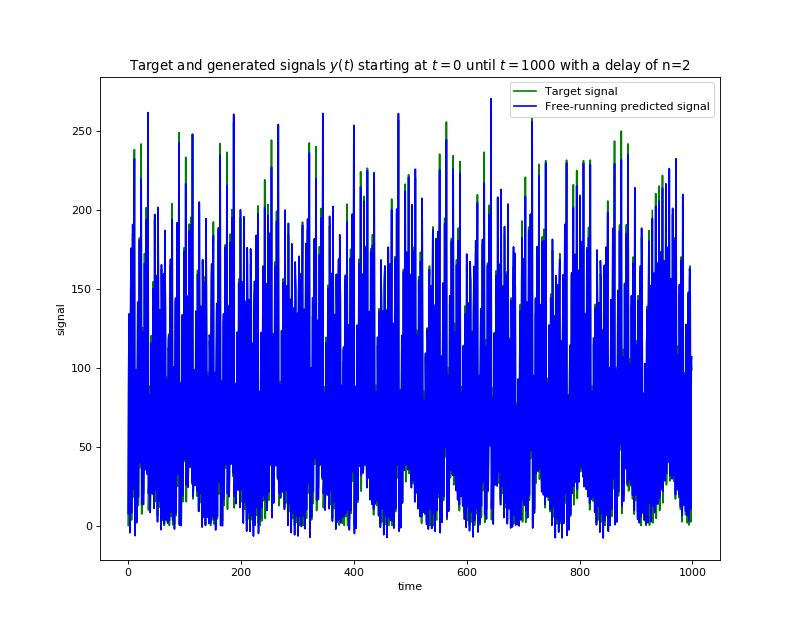 Target and generated signals y(t) starting at t = 0 until t = 1000 with a delay of n=2
Target signal
Free-running predicted signal
250
200
150
100
50
0
signal
0 200 400 600 800 1000
time